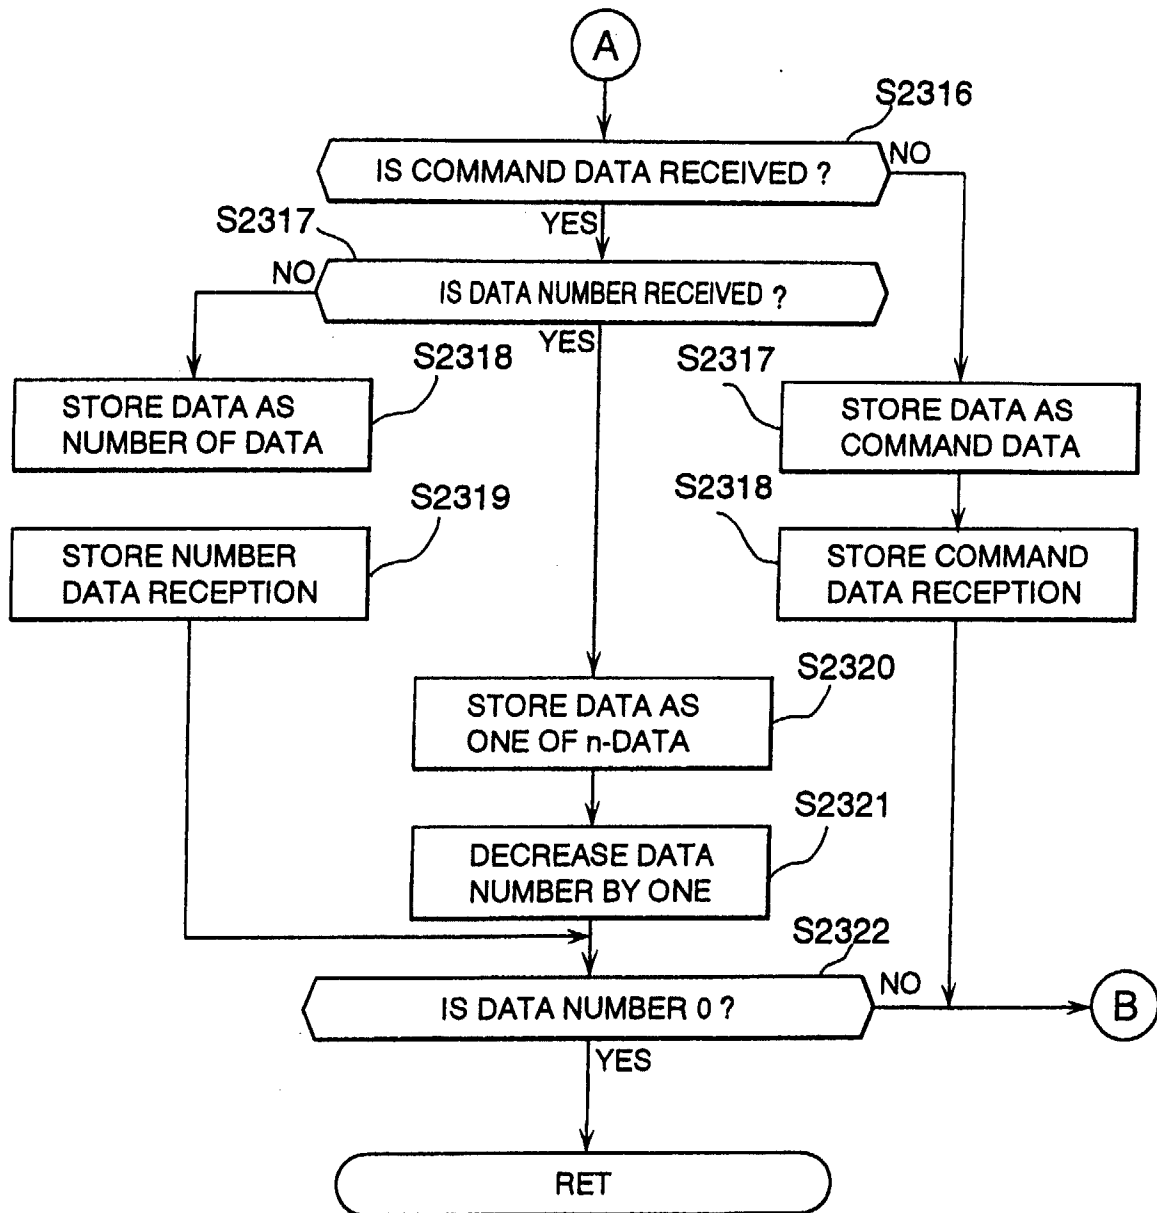 A
S2316
IS COMMAND DATA RECEIVED ?
NO
YES
S2317
NO
IS DATA NUMBER RECEIVED ?
YES
S2318
S2317
STORE DATA AS
NUMBER OF DATA
STORE DATA AS
COMMAND DATA
S2319
S2318
STORE NUMBER
DATA RECEPTION
STORE COMMAND
DATA RECEPTION
S2320
STORE DATA AS
ONE OF n-DATA
S2321
DECREASE DATA
NUMBER BY ONE
S2322
IS DATA NUMBER 0 ?
NO
B
YES
RET